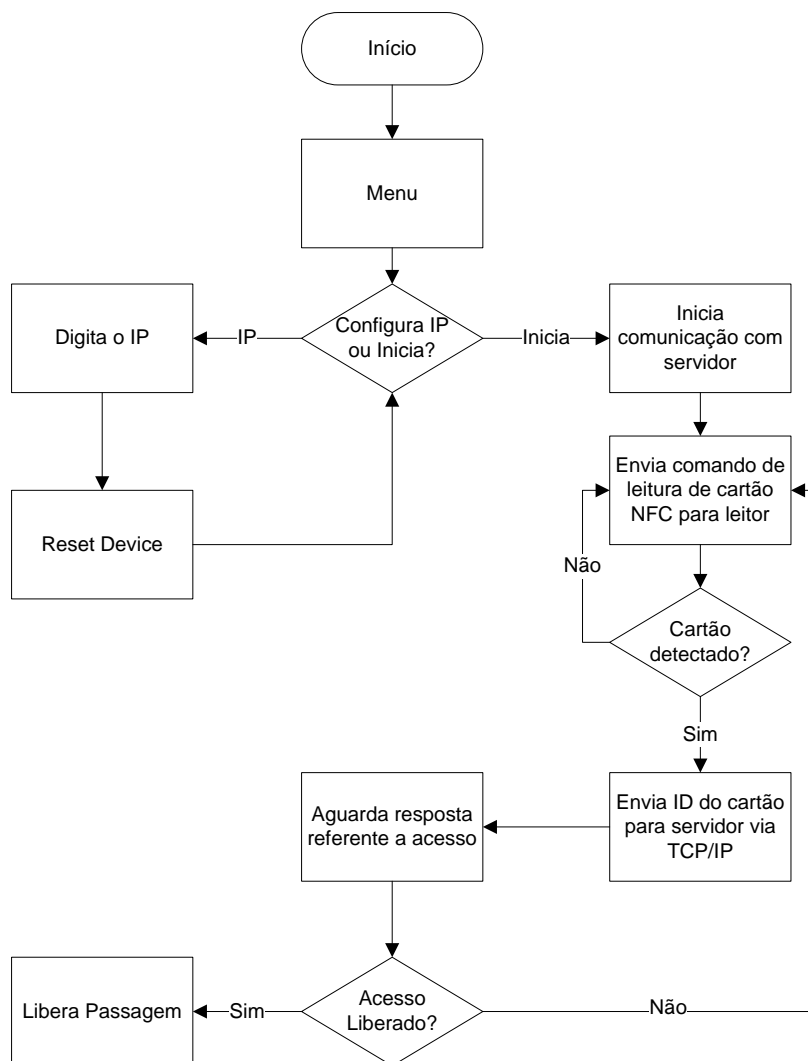 Início
Menu
Configura IP
ou Inicia?
IP
Inicia
Digita o IP
Reset Device
Inicia
comunicação com
servidor
Envia comando de
leitura de cartão
NFC para leitor
Não
Cartão
detectado?
Sim
Envia ID do cartão
para servidor via
TCP/IP
Aguarda resposta
referente a acesso
Acesso
Liberado?
Sim
Não
Libera Passagem